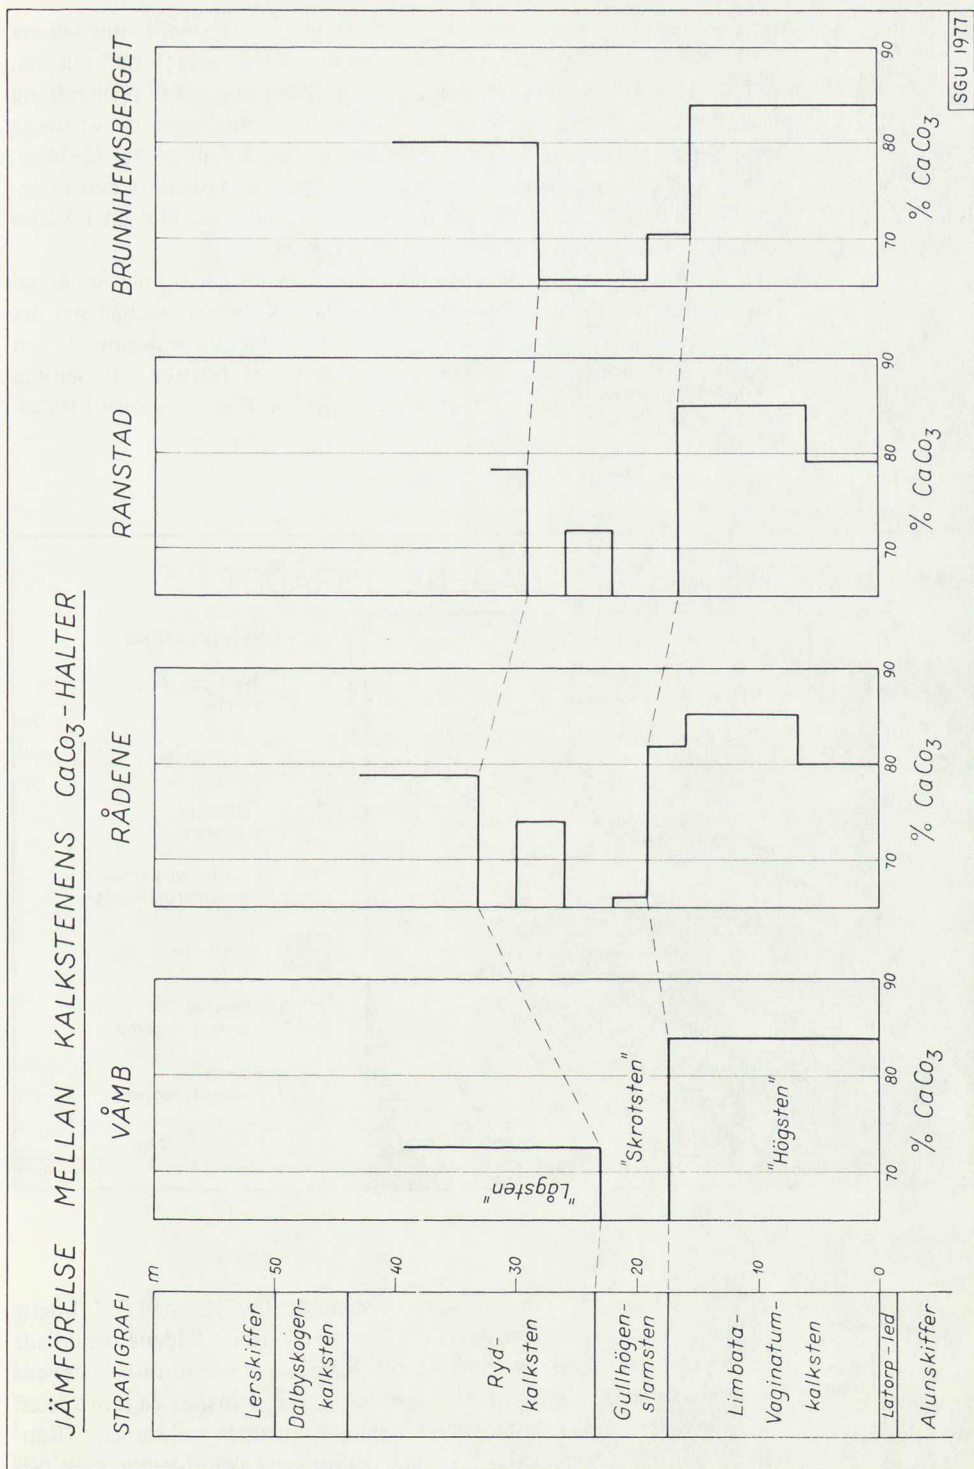 JÄMFÖRELSE MELLAN KALKSTENENS CaCo3-HALTER
STRATIGRAFI
VÅMB
RÅDENE
RANSTAD
BRUNNHEMSBERGET
m
Lerskiffer
50
Dalbyskogen-
kalksten
40
Ryd-
kalksten
30
"Lågsten"
Gullhögen-
slamsten
20
"Skrotsten"
Limbata-
Vaginatum-
kalksten
10
"Högsten"
Latorp-led
0
Alunskiffer
70 80 90
% CaCo3
70 80 90
% CaCo3
70 80 90
% CaCo3
70 80 90
% CaCo3
SGU 1977